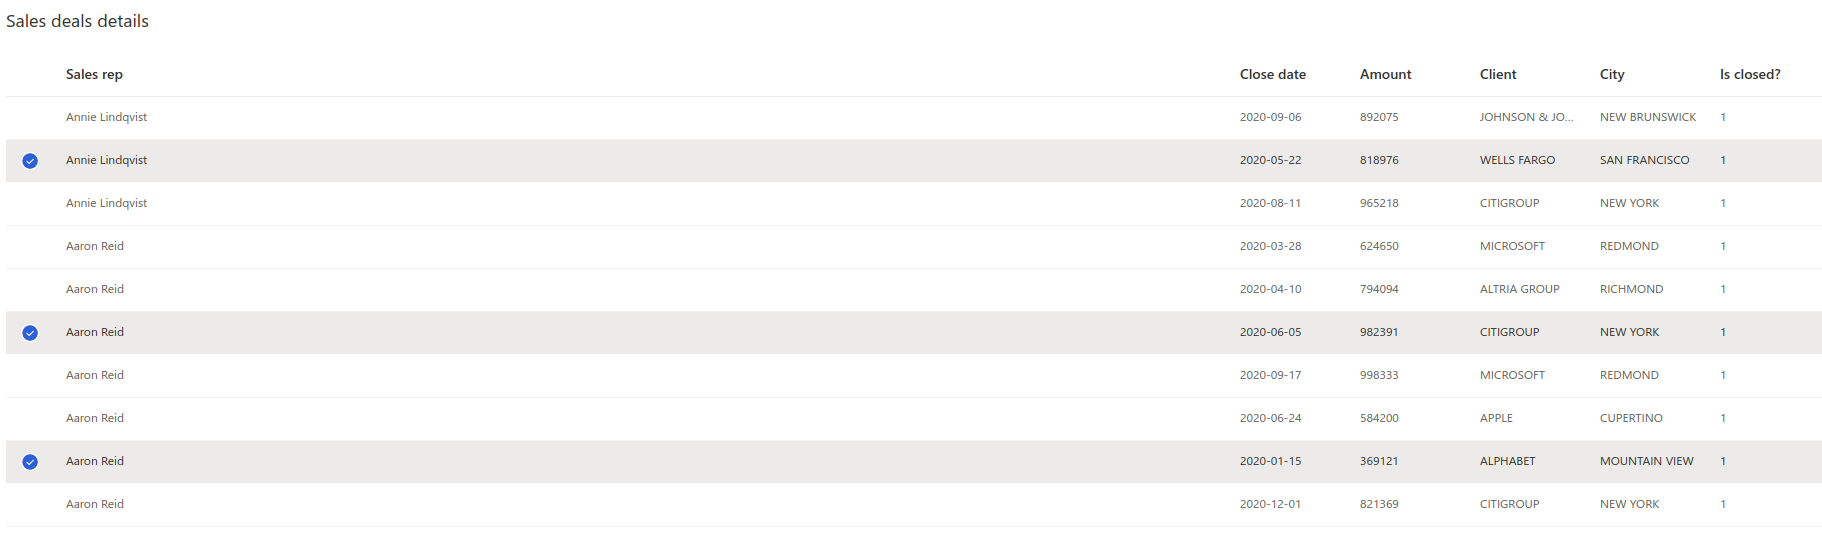 Sales deals details
Sales rep Close date Amount Client City Is closed?
Annie Lindqvist 2020-09-06 892075 JOHNSON & JO... NEW BRUNSWICK 1
Annie Lindqvist 2020-05-22 818976 WELLS FARGO SAN FRANCISCO 1
Annie Lindqvist 2020-08-11 965218 CITIGROUP NEW YORK 1
Aaron Reid 2020-03-28 624650 MICROSOFT REDMOND 1
Aaron Reid 2020-04-10 794094 ALTRIA GROUP RICHMOND 1
Aaron Reid 2020-06-05 982391 CITIGROUP NEW YORK 1
Aaron Reid 2020-09-17 998333 MICROSOFT REDMOND 1
Aaron Reid 2020-06-24 584200 APPLE CUPERTINO 1
Aaron Reid 2020-01-15 369121 ALPHABET MOUNTAIN VIEW 1
Aaron Reid 2020-12-01 821369 CITIGROUP NEW YORK 1